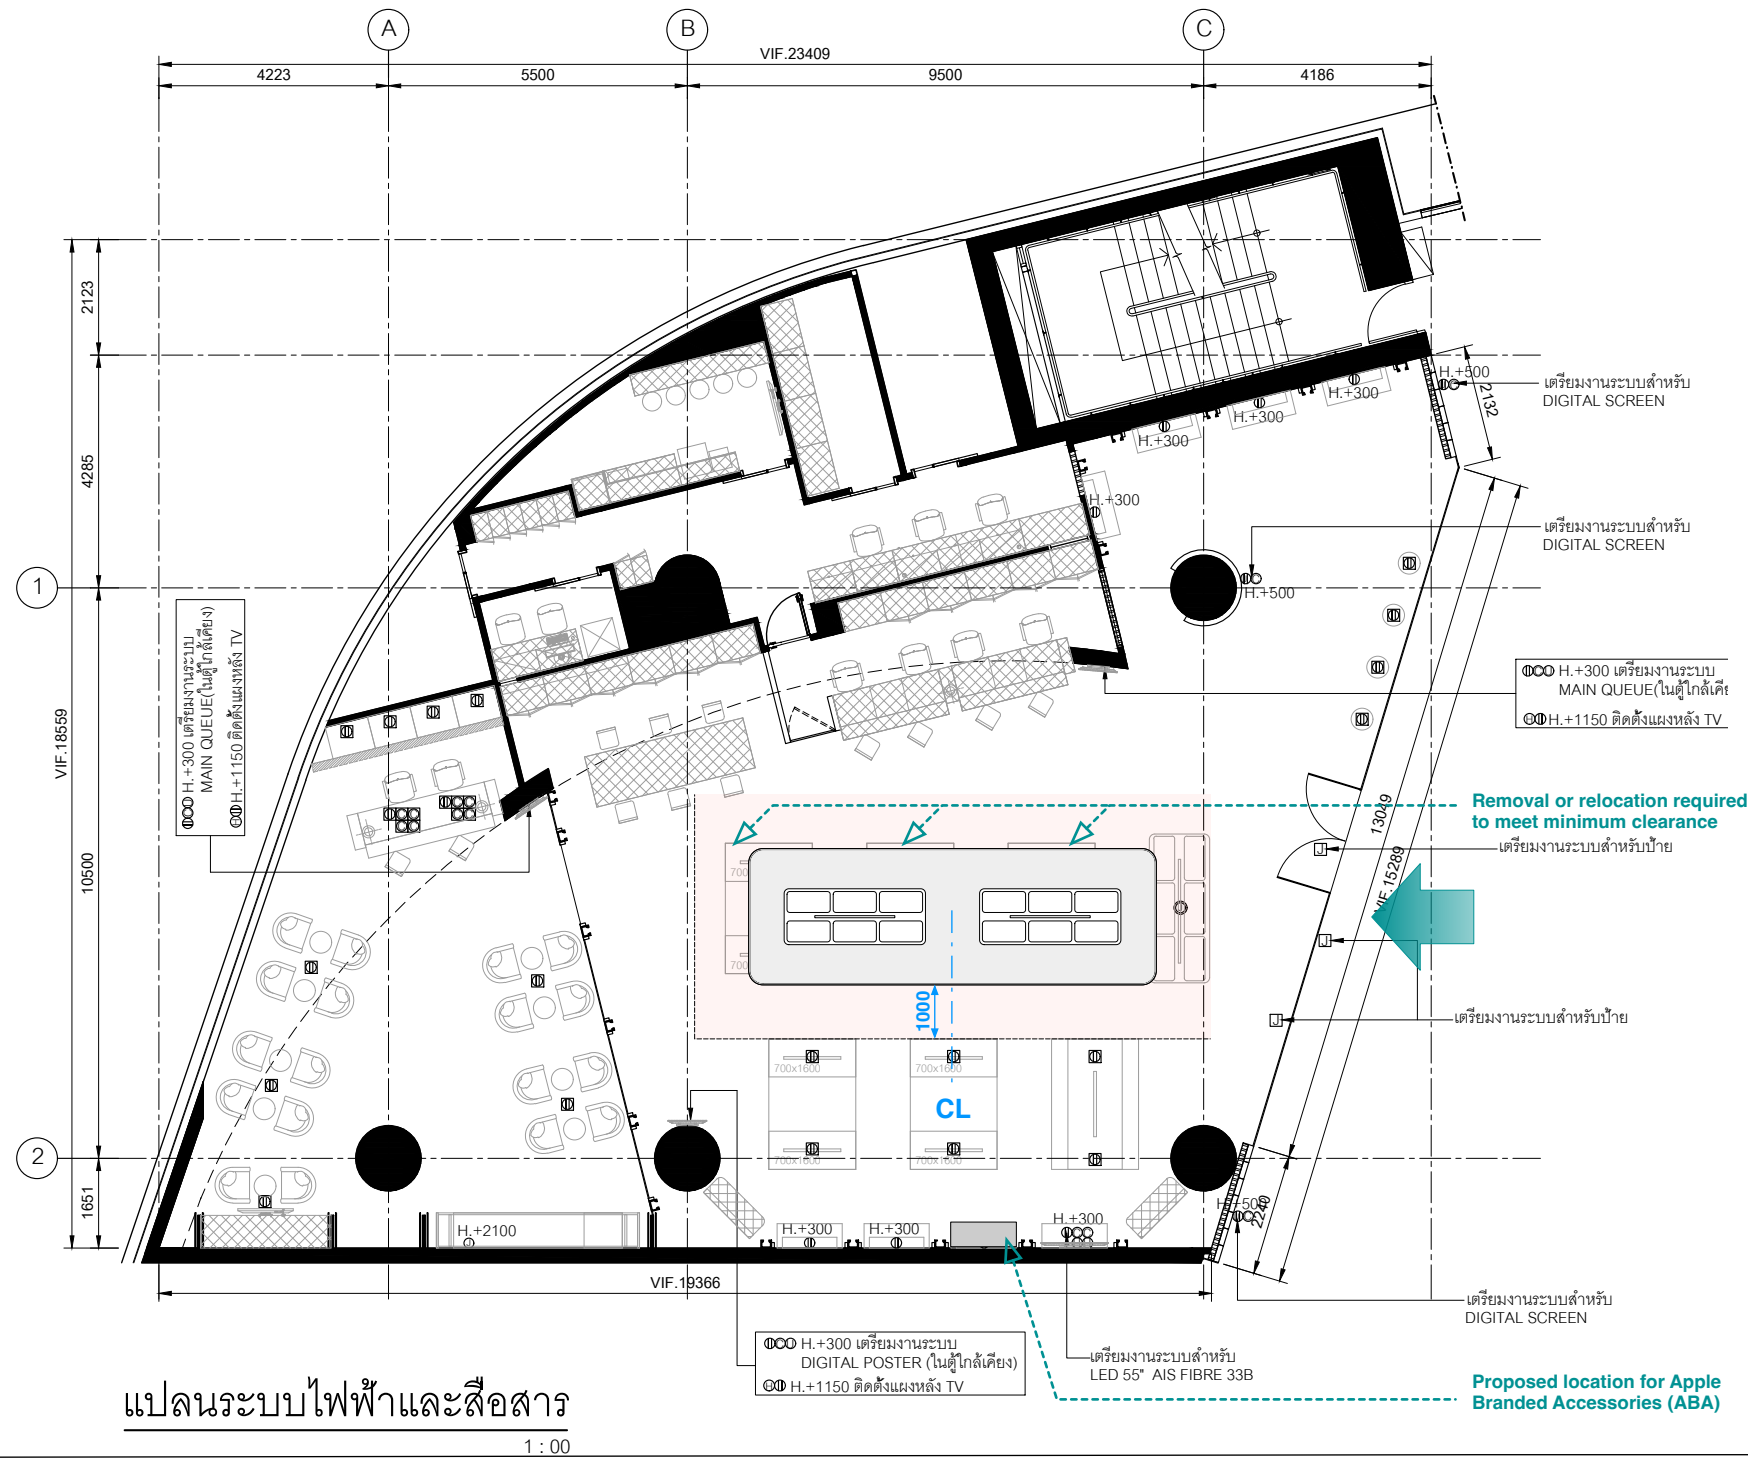 A
B
C
VIF.23409
4223
5500
9500
4186
2123
4285
VIF.18559
10500
1651
1
2
H.+500
เตรียมงานระบบสำหรับ
DIGITAL SCREEN
2132
H.+300
H.+300
H.+300
H.+300
เตรียมงานระบบสำหรับ
DIGITAL SCREEN
H.+500
H.+300 เตรียมงานระบบ
MAIN QUEUE(ในตู้ใกล้เคียง)
H.+1150 ติดตั้งแผงหลัง TV
H.+300 เตรียมงานระบบ
MAIN QUEUE(ในตู้ใกล้เคีย
H.+1150 ติดตั้งแผงหลัง TV
Removal or relocation required
to meet minimum clearance
เตรียมงานระบบสำหรับป้าย
13049
VIF.15289
J
J
J
เตรียมงานระบบสำหรับป้าย
700
700
1000
700x1600
700x1600
CL
700x1600
700x1600
H.+2100
H.+300
H.+300
H.+300
H.+500
2240
VIF.19366
เตรียมงานระบบสำหรับ
DIGITAL SCREEN
H.+300 เตรียมงานระบบ
DIGITAL POSTER (ในตู้ใกล้เคียง)
H.+1150 ติดตั้งแผงหลัง TV
เตรียมงานระบบสำหรับ
LED 55" AIS FIBRE 33B
Proposed location for Apple
Branded Accessories (ABA)
แปลนระบบไฟฟ้าและสื่อสาร
1 : 00